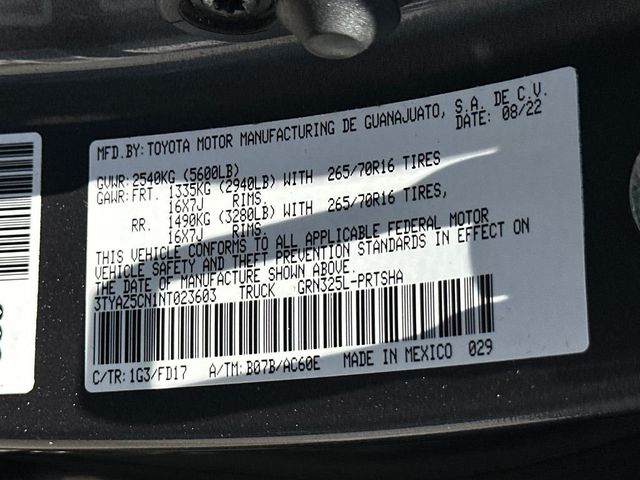 MFD.BY: TOYOTA MOTOR MANUFACTURING DE GUANAJUATO, S.A. DE C.V.
DATE: 08/22
GVWR: 2540KG (5600LB)
GAWR: FRT. 1335KG (2940LB) WITH 265/70R16 TIRES
16X7J RIMS,
RR. 1490KG (3280LB) WITH 265/70R16 TIRES,
16X7J RIMS.
THIS VEHICLE CONFORMS TO ALL APPLICABLE FEDERAL MOTOR
VEHICLE SAFETY AND THEFT PREVENTION STANDARDS IN EFFECT ON
THE DATE OF MANUFACTURE SHOWN ABOVE.
3TYAZ5CN1NT023603 TRUCK GRN325L-PRTSHA
C/TR: 1G3/FD17 A/TM: B07B/AC60E MADE IN MEXICO 029